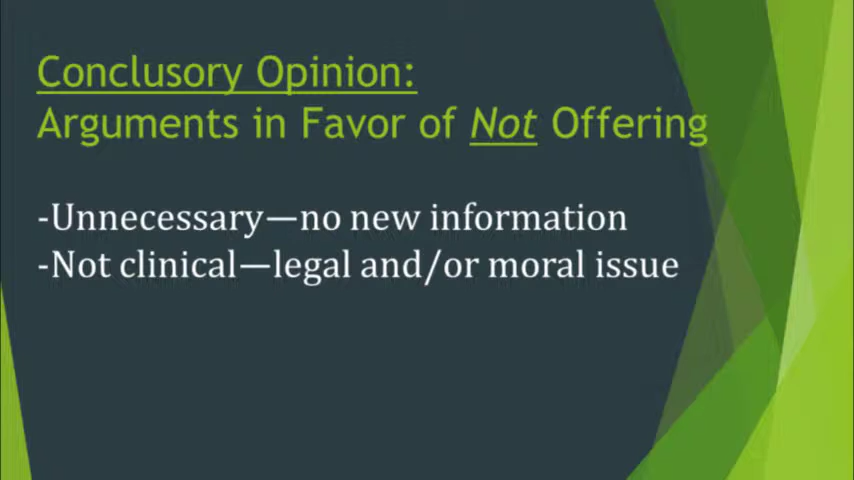 Conclusory Opinion:
Arguments in Favor of Not Offering
-Unnecessary—no new information
-Not clinical—legal and/or moral issue